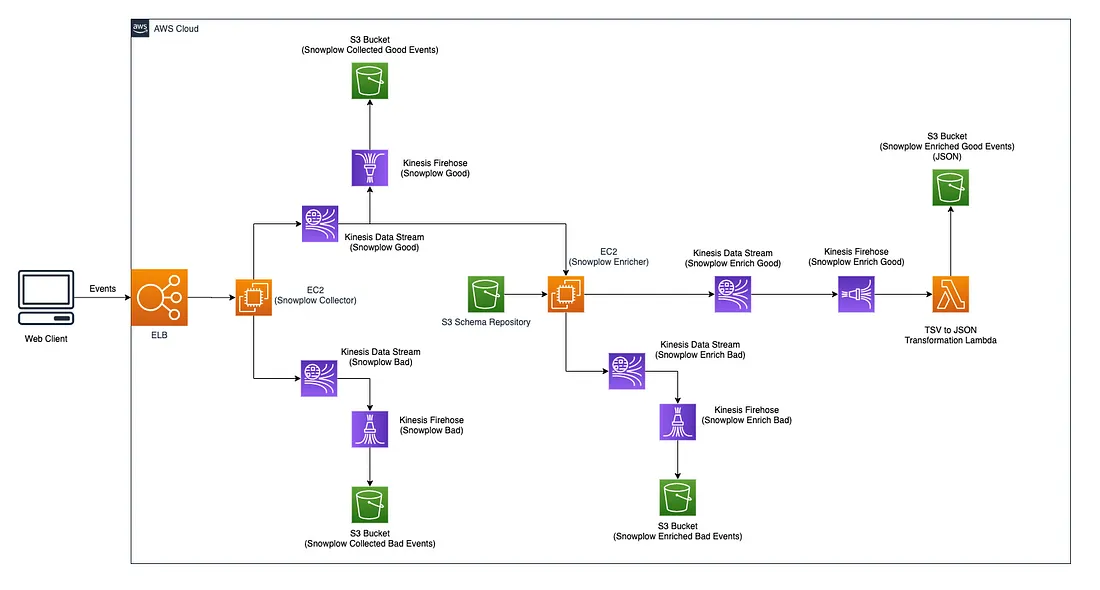 aws
AWS Cloud
S3 Bucket
(Snowplow Collected Good Events)
Kinesis Firehose
(Snowplow Good)
S3 Bucket
(Snowplow Enriched Good Events)
(JSON)
Kinesis Data Stream
(Snowplow Good)
EC2
(Snowplow Enricher)
Kinesis Data Stream
(Snowplow Enrich Good)
Kinesis Firehose
(Snowplow Enrich Good)
Events
EC2
(Snowplow Collector)
Web Client
ELB
S3 Schema Repository
TSV to JSON
Transformation Lambda
Kinesis Data Stream
(Snowplow Bad)
Kinesis Data Stream
(Snowplow Enrich Bad)
Kinesis Firehose
(Snowplow Bad)
Kinesis Firehose
(Snowplow Enrich Bad)
S3 Bucket
(Snowplow Collected Bad Events)
S3 Bucket
(Snowplow Enriched Bad Events)